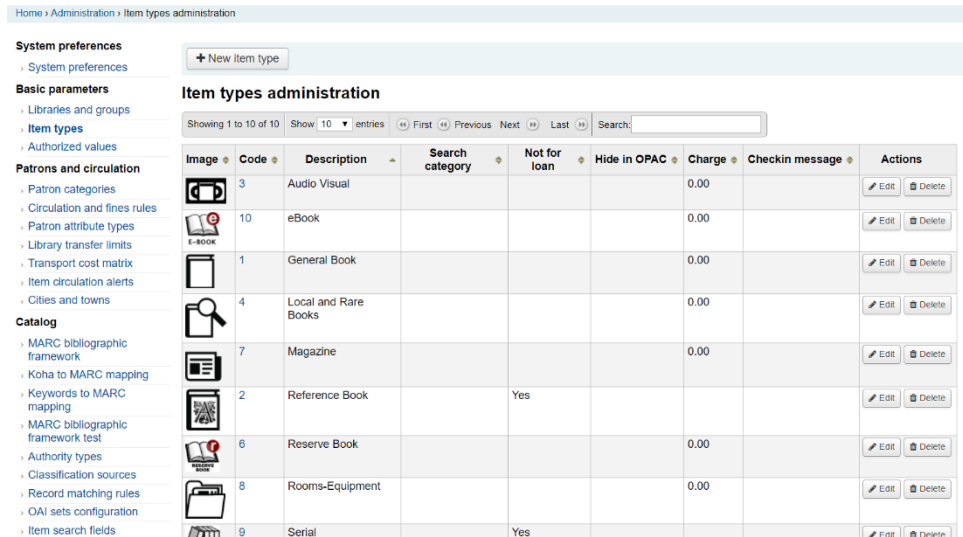 Home › Administration › Item types administration
System preferences
› System preferences
Basic parameters
› Libraries and groups
› Item types
› Authorized values
Patrons and circulation
› Patron categories
› Circulation and fines rules
› Patron attribute types
› Library transfer limits
› Transport cost matrix
› Item circulation alerts
› Cities and towns
Catalog
› MARC bibliographic
framework
› Koha to MARC mapping
› Keywords to MARC
mapping
› MARC bibliographic
framework test
› Authority types
› Classification sources
› Record matching rules
› OAI sets configuration
› Item search fields
+ New item type
Item types administration
Showing 1 to 10 of 10 Show 10 entries First Previous Next Last Search:
Image Code Description Search category Not for loan Hide in OPAC Charge Checkin message Actions
3 Audio Visual 0.00 Edit Delete
E-BOOK 10 eBook 0.00 Edit Delete
1 General Book 0.00 Edit Delete
4 Local and Rare Books 0.00 Edit Delete
7 Magazine 0.00 Edit Delete
2 Reference Book Yes Edit Delete
RESERVE BOOK 6 Reserve Book 0.00 Edit Delete
8 Rooms-Equipment 0.00 Edit Delete
9 Serial Yes Edit Delete